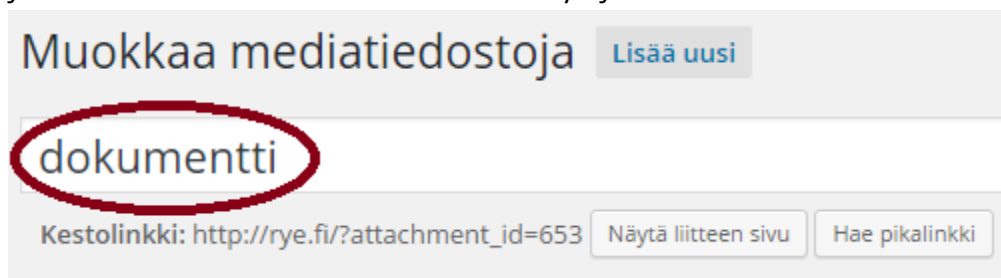 Muokkaa mediatiedostoja Lisää uusi
dokumentti
Kestolinkki: http://rye.fi/?attachment_id=653 Näytä liitteen sivu Hae pikalinkki